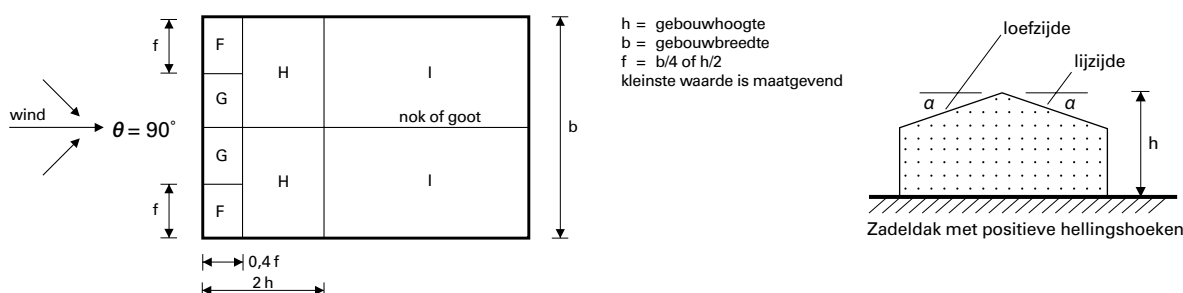 f
F
H
I
G
wind
θ = 90°
nok of goot
b
G
H
I
f
F
0,4 f
2 h
h = gebouwhoogte
b = gebouwbreedte
f = b/4 of h/2
kleinste waarde is maatgevend
loefzijde
lijzijde
α
α
h
Zadeldak met positieve hellingshoeken